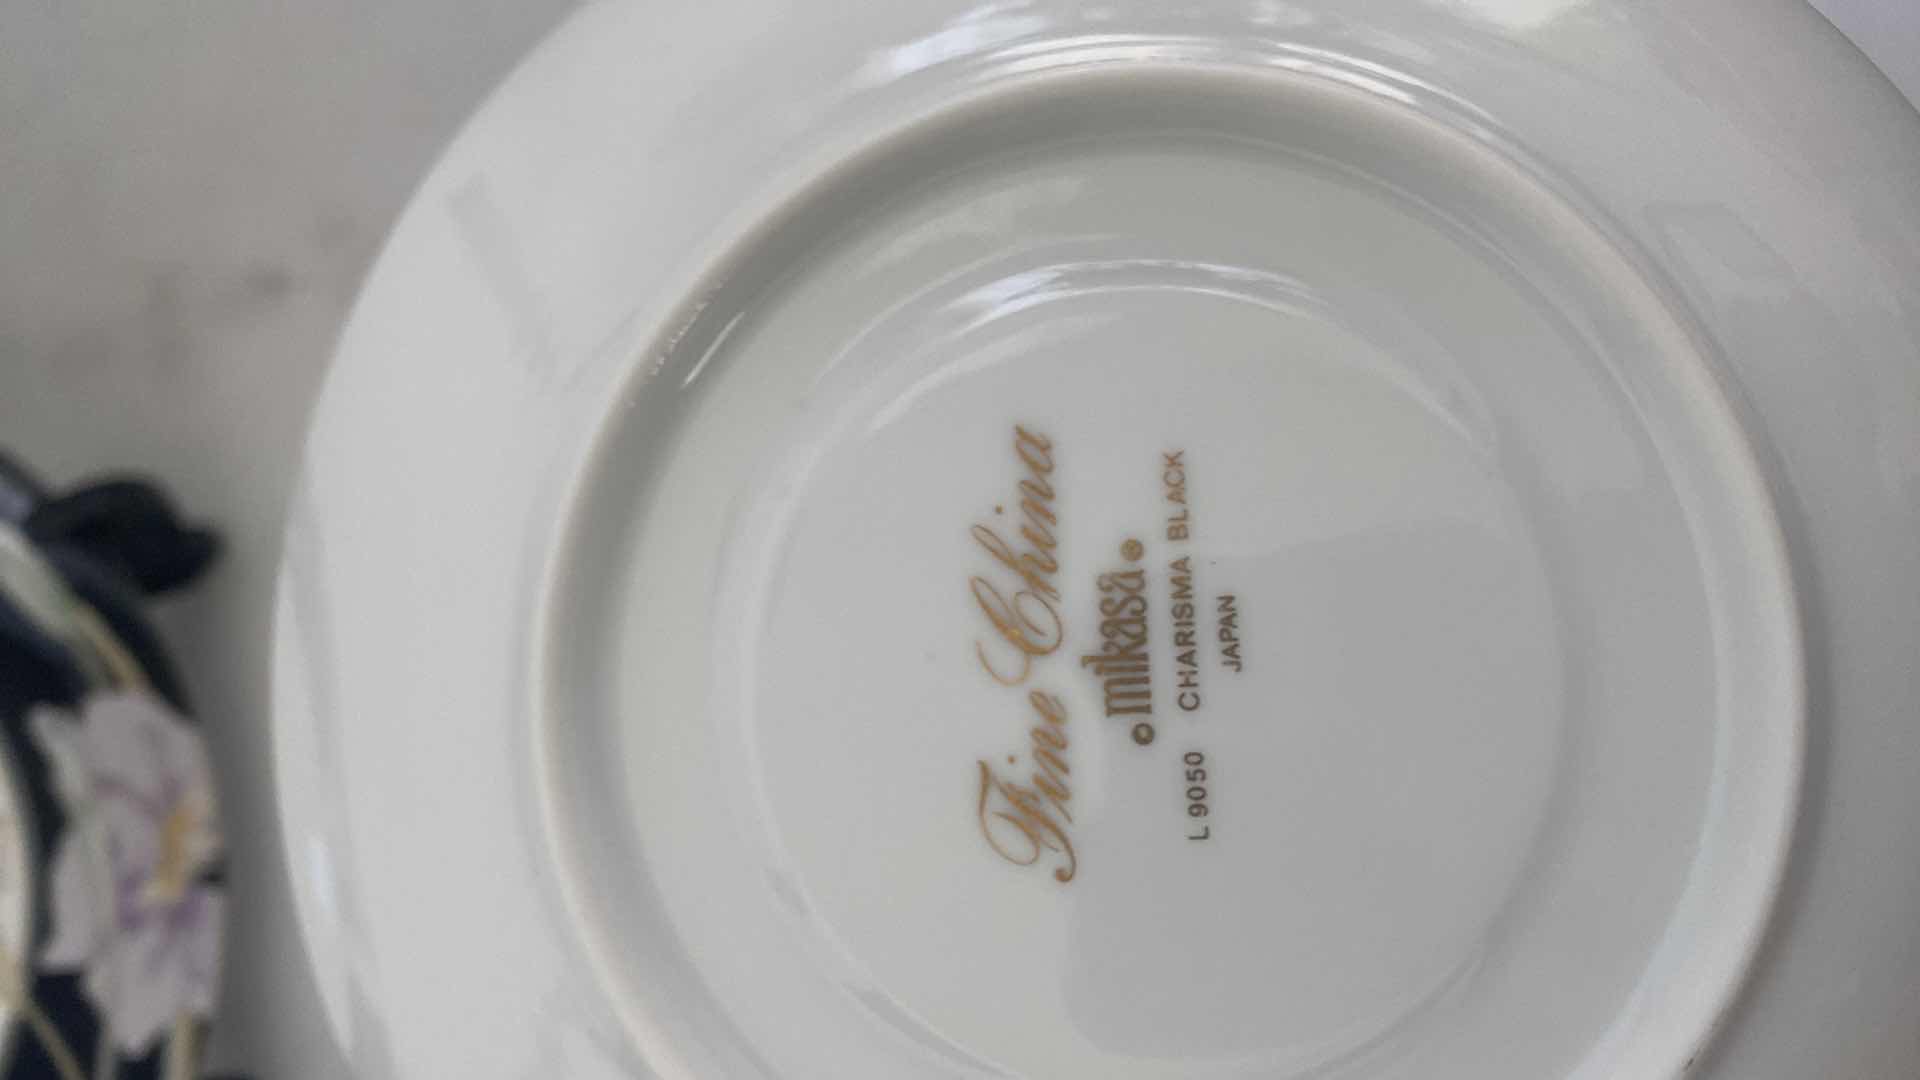 Fine China
© mikasa ®
L 9050 CHARISMA BLACK
JAPAN